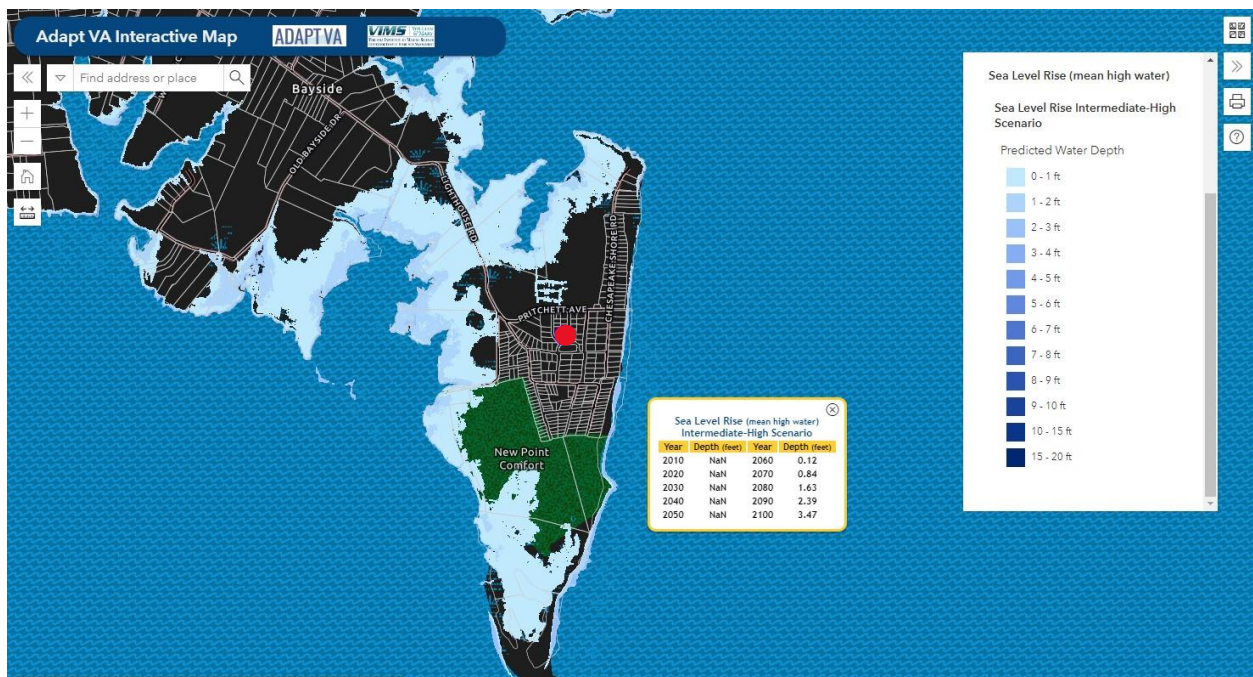 Adapt VA Interactive Map
ADAPT VA
VIMS
Find address or place
Bayside
OLD BAYSIDE DR
LIGHTHOUSE RD
CHESAPEAKE SHORE RD
PRITCHETT AVE
New Point
Comfort
Sea Level Rise (mean high water)
Intermediate-High Scenario
Year Depth (feet) Year Depth (feet)
2010 NaN 2060 0.12
2020 NaN 2070 0.84
2030 NaN 2080 1.63
2040 NaN 2090 2.39
2050 NaN 2100 3.47
Sea Level Rise (mean high water)
Sea Level Rise Intermediate-High
Scenario
Predicted Water Depth
0 - 1 ft
1 - 2 ft
2 - 3 ft
3 - 4 ft
4 - 5 ft
5 - 6 ft
6 - 7 ft
7 - 8 ft
8 - 9 ft
9 - 10 ft
10 - 15 ft
15 - 20 ft